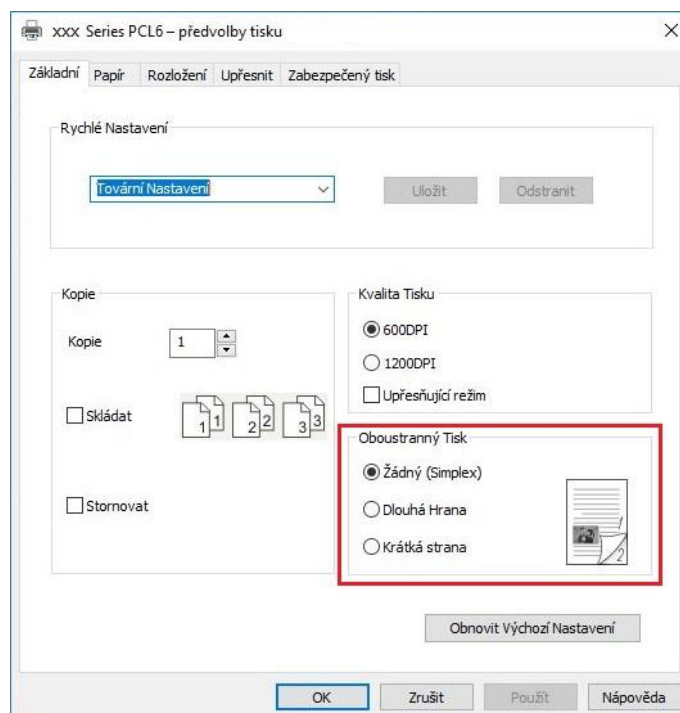 xxx Series PCL6 – předvolby tisku
Základní Papír Rozložení Upřesnit Zabezpečený tisk
Rychlé Nastavení
Tovární Nastavení
Uložit Odstranit
Kopie
Kopie 1
Skládat 1 1 2 2 3 3
Stornovat
Kvalita Tisku
600DPI
1200DPI
Upřesňující režim
Oboustranný Tisk
Žádný (Simplex)
Dlouhá Hrana
Krátká strana
1
2
Obnovit Výchozí Nastavení
OK Zrušit Použít Nápověda